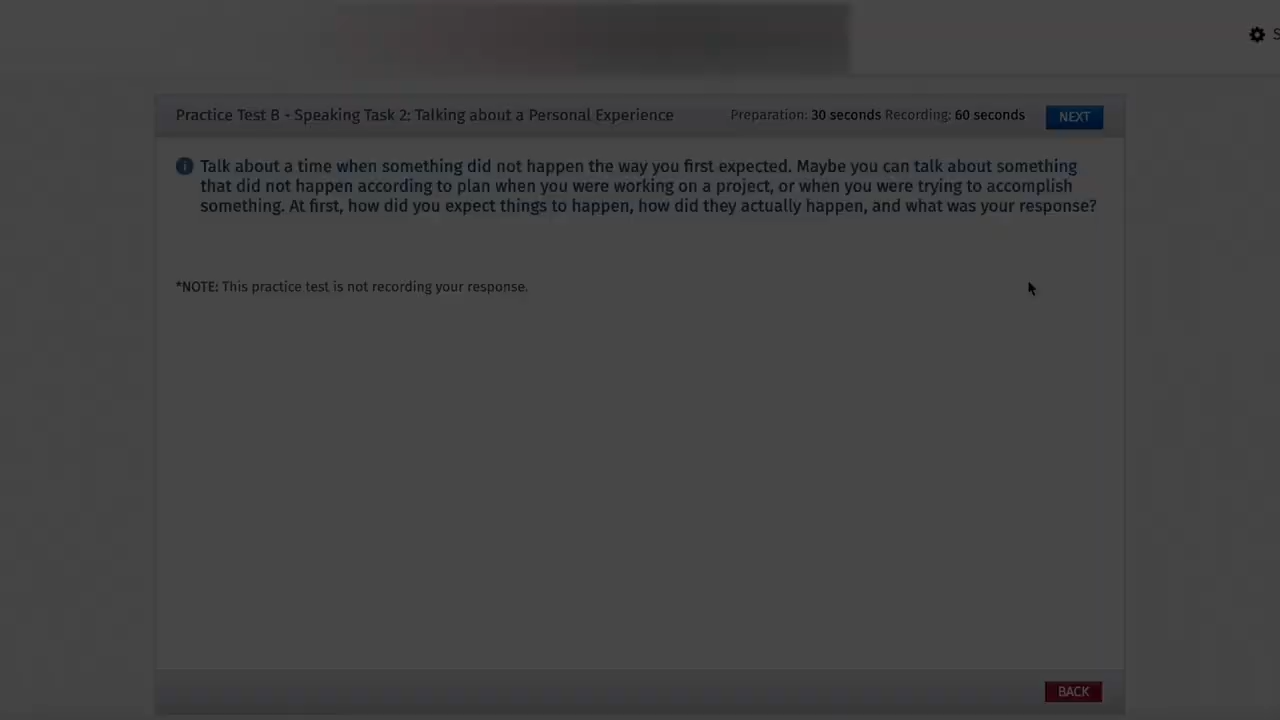 Practice Test B - Speaking Task 2: Talking about a Personal Experience
Preparation: 30 seconds Recording: 60 seconds
NEXT
Talk about a time when something did not happen the way you first expected. Maybe you can talk about something
that did not happen according to plan when you were working on a project, or when you were trying to accomplish
something. At first, how did you expect things to happen, how did they actually happen, and what was your response?
*NOTE: This practice test is not recording your response.
BACK